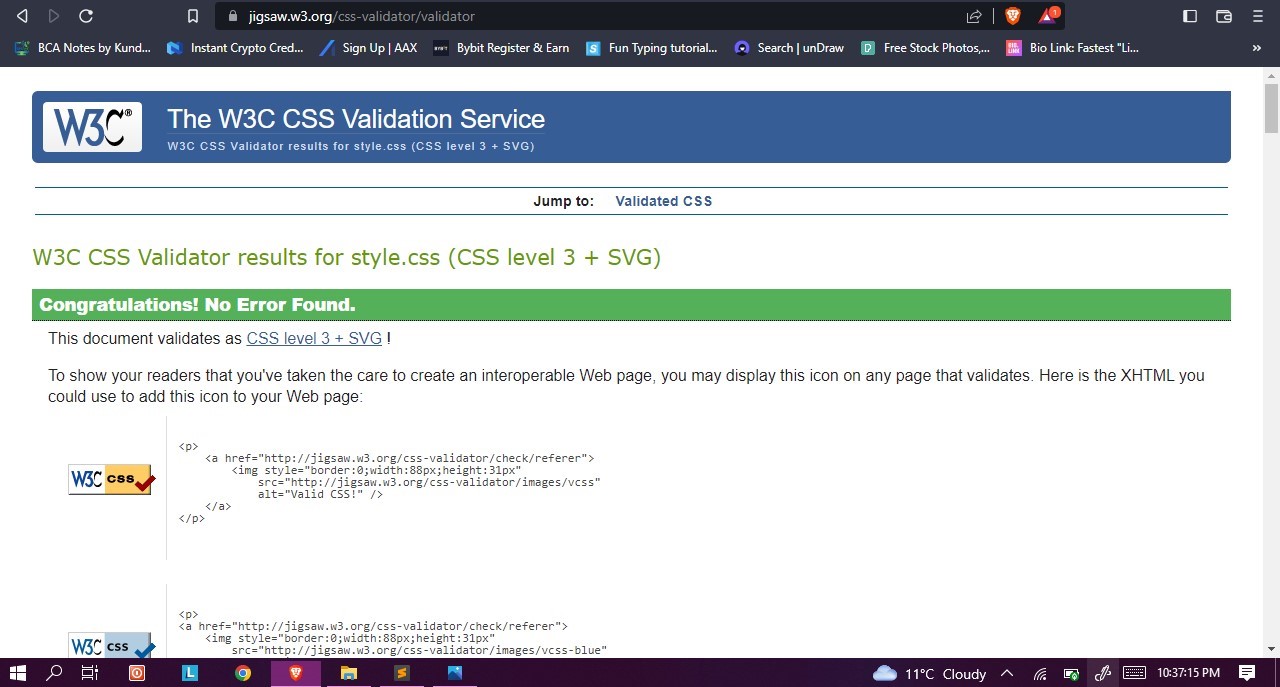 jigsaw.w3.org/css-validator/validator
1
BCA Notes by Kund... Instant Crypto Cred... Sign Up | AAX Bybit Register & Earn Fun Typing tutorial... Search | unDraw Free Stock Photos,... Bio Link: Fastest "Li... »
W3C®
The W3C CSS Validation Service
W3C CSS Validator results for style.css (CSS level 3 + SVG)
Jump to: Validated CSS
W3C CSS Validator results for style.css (CSS level 3 + SVG)
Congratulations! No Error Found.
This document validates as CSS level 3 + SVG !
To show your readers that you've taken the care to create an interoperable Web page, you may display this icon on any page that validates. Here is the XHTML you
could use to add this icon to your Web page:
W3C css
<p>
<a href="http://jigsaw.w3.org/css-validator/check/referer">
<img style="border:0;width:88px;height:31px"
src="http://jigsaw.w3.org/css-validator/images/vcss"
alt="Valid CSS!" />
</a>
</p>
W3C css
<p>
<a href="http://jigsaw.w3.org/css-validator/check/referer">
<img style="border:0;width:88px;height:31px"
src="http://jigsaw.w3.org/css-validator/images/vcss-blue"
L
S
11°C Cloudy
10:37:15 PM